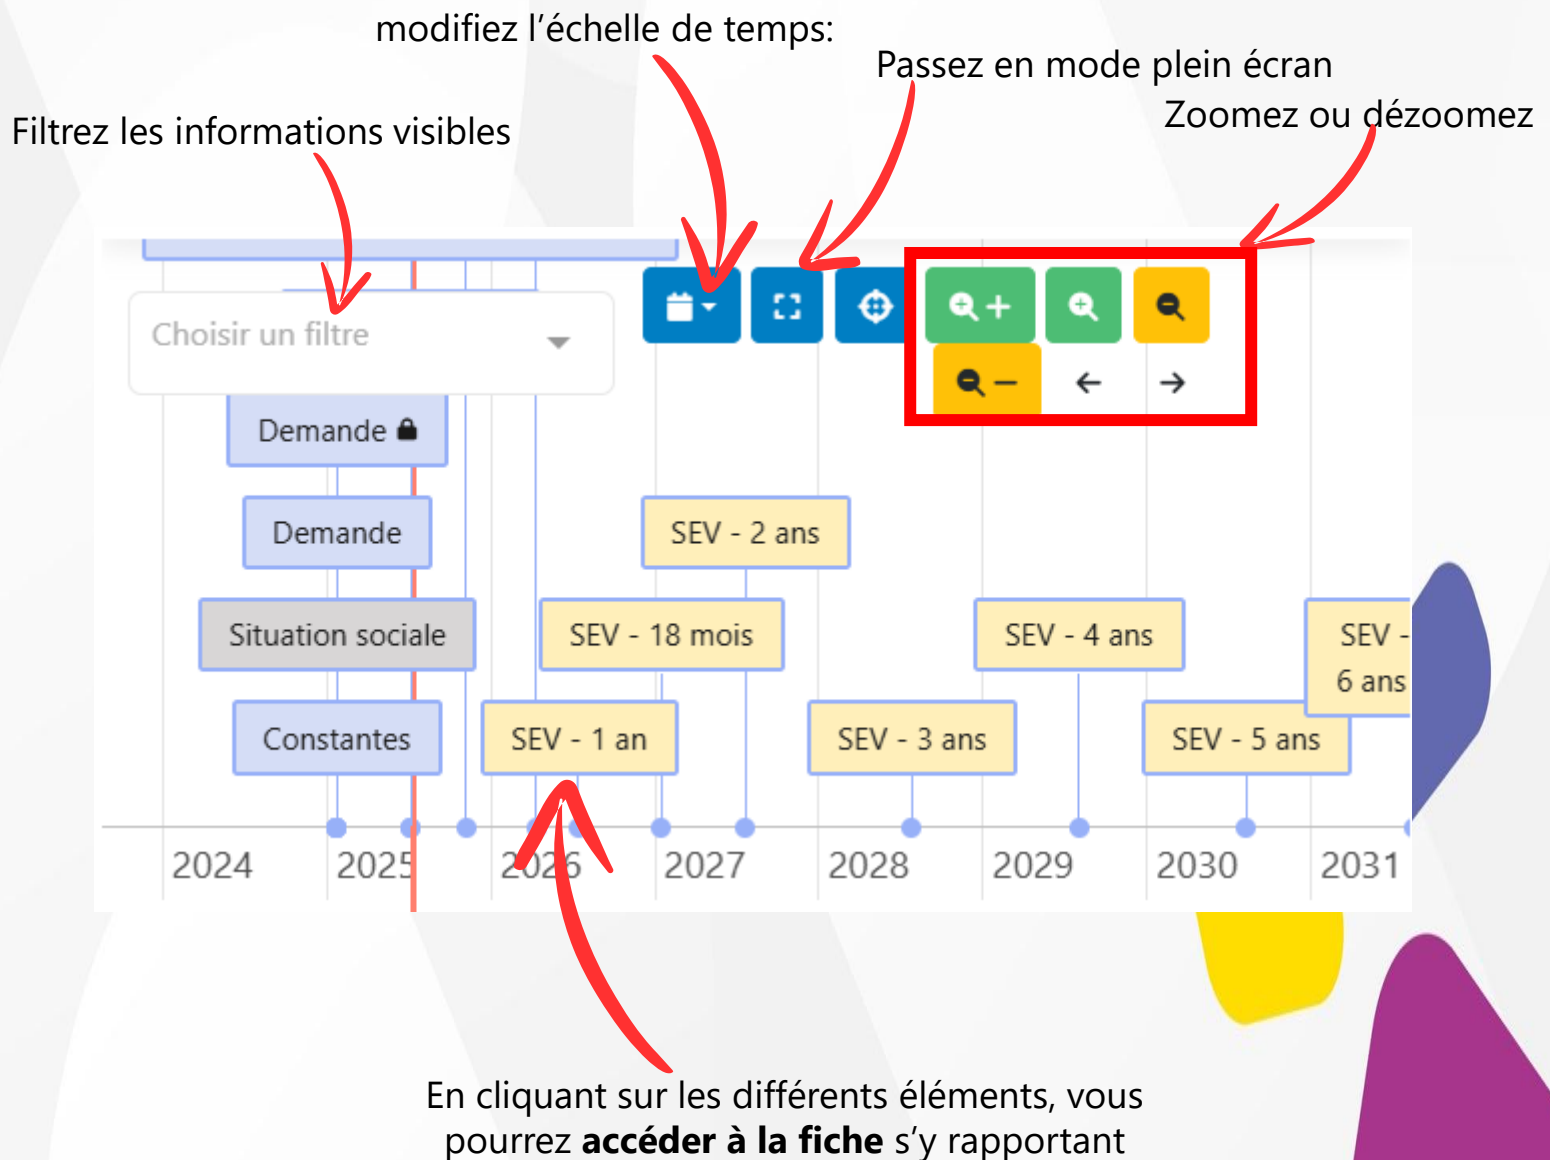 modifiez l’échelle de temps:
Passez en mode plein écran
Zoomez ou dézoomez
Filtrez les informations visibles
Choisir un filtre
Demande
Demande
SEV - 2 ans
Situation sociale
SEV - 18 mois
SEV - 4 ans
SEV -
6 ans
Constantes
SEV - 1 an
SEV - 3 ans
SEV - 5 ans
2024
2025
2026
2027
2028
2029
2030
2031
En cliquant sur les différents éléments, vous
pourrez accéder à la fiche s’y rapportant